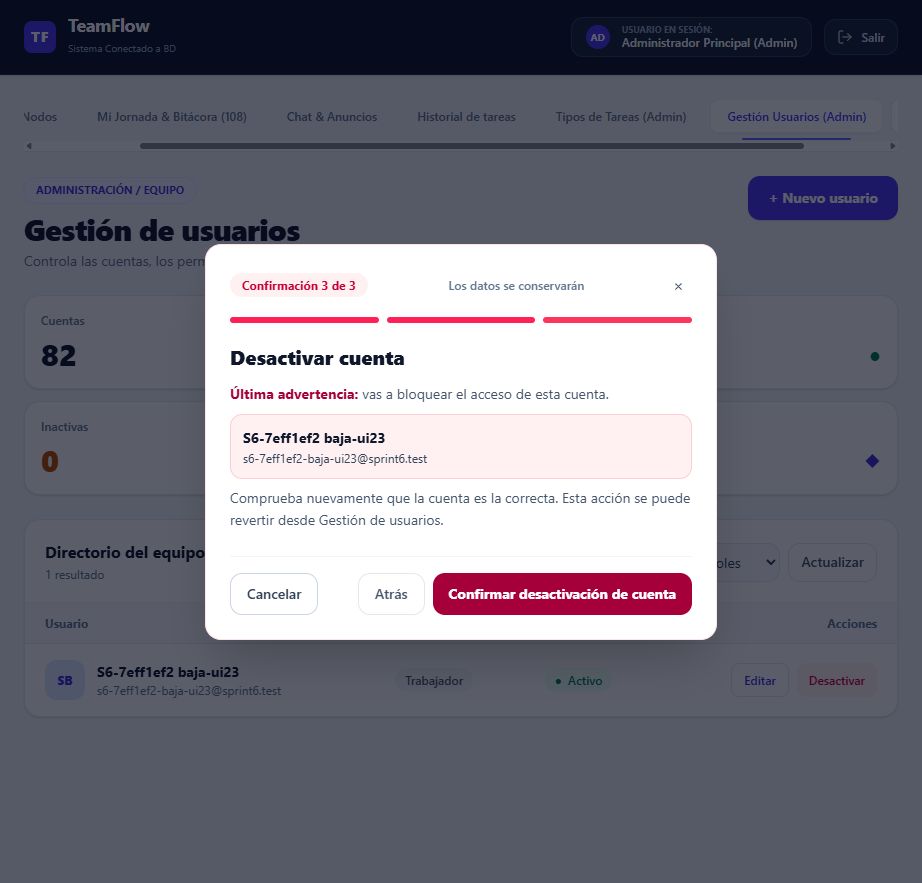 TF
TeamFlow
Sistema Conectado a BD
AD
USUARIO EN SESIÓN:
Administrador Principal (Admin)
Salir
Nodos
Mi Jornada & Bitácora (108)
Chat & Anuncios
Historial de tareas
Tipos de Tareas (Admin)
Gestión Usuarios (Admin)
ADMINISTRACIÓN / EQUIPO
+ Nuevo usuario
Gestión de usuarios
Controla las cuentas, los
Confirmación 3 de 3
Los datos se conservarán
×
Cuentas
82
Desactivar cuenta
Última advertencia: vas a bloquear el acceso de esta cuenta.
Inactivas
0
S6-7eff1ef2 baja-ui23
s6-7eff1ef2-baja-ui23@sprint6.test
Comprueba nuevamente que la cuenta es la correcta. Esta acción se puede
revertir desde Gestión de usuarios.
Directorio del equipo
1 resultado
Actualizar
Cancelar
Atrás
Confirmar desactivación de cuenta
Usuario
Acciones
SB
S6-7eff1ef2 baja-ui23
s6-7eff1ef2-baja-ui23@sprint6.test
Trabajador
Activo
Editar
Desactivar